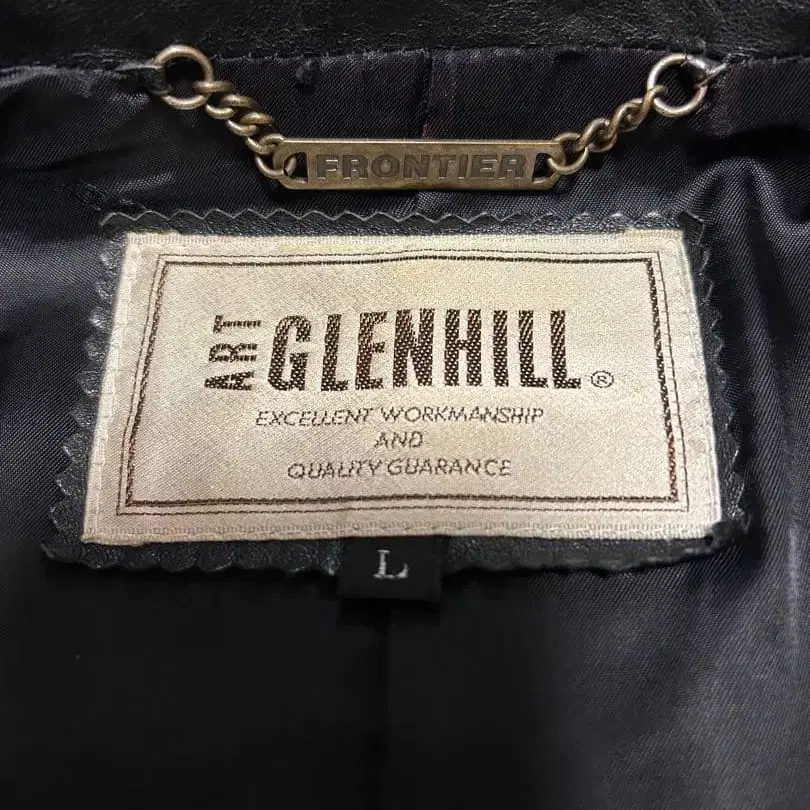 FRONTIER
ART GLENHILL®
EXCELLENT WORKMANSHIP
AND
QUALITY GUARANCE
L